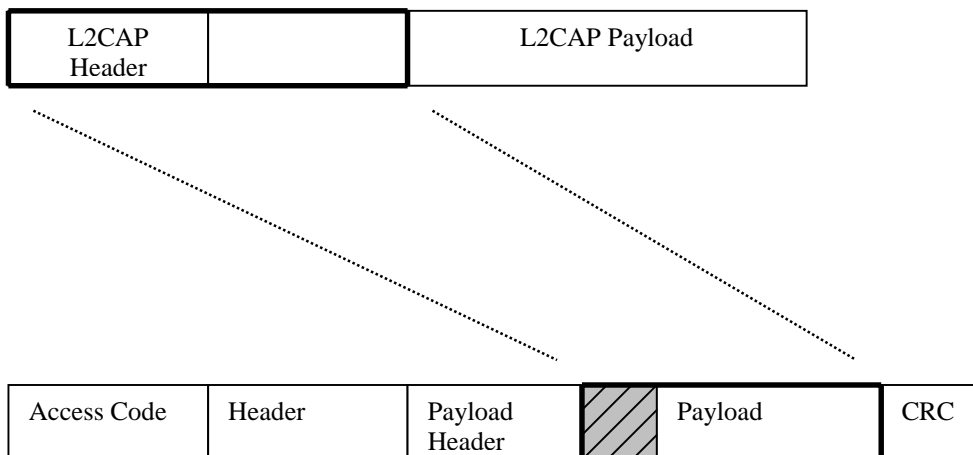 L2CAP
Header
L2CAP Payload
Access Code
Header
Payload
Header
Payload
CRC